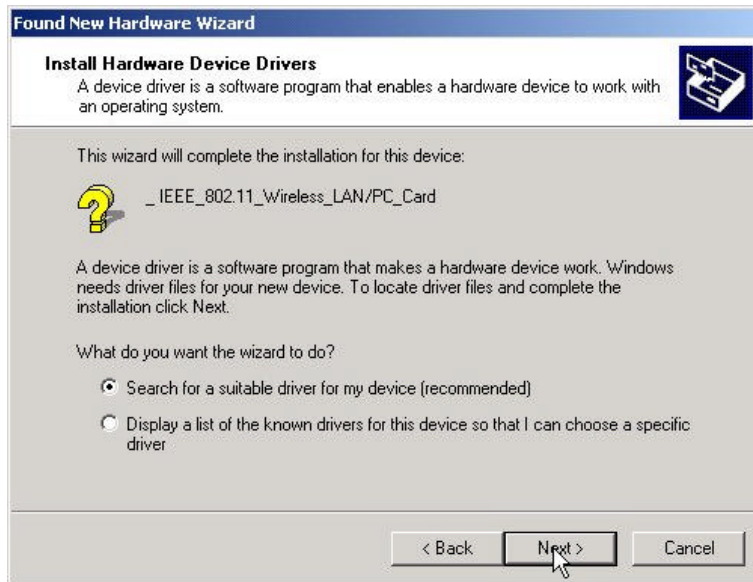 Found New Hardware Wizard
Install Hardware Device Drivers
A device driver is a software program that enables a hardware device to work with
an operating system.
This wizard will complete the installation for this device:
_ IEEE_802.11_Wireless_LAN/PC_Card
A device driver is a software program that makes a hardware device work. Windows
needs driver files for your new device. To locate driver files and complete the
installation click Next.
What do you want the wizard to do?
Search for a suitable driver for my device (recommended)
Display a list of the known drivers for this device so that I can choose a specific
driver
< Back Next > Cancel